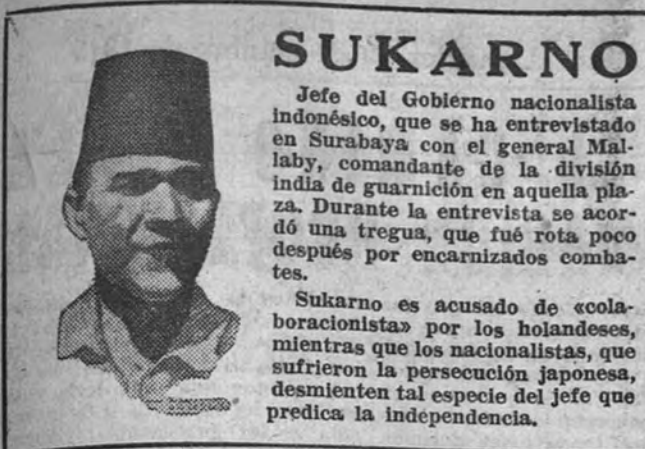 SUKARNO
Jefe del Gobierno nacionalista
indonésico, que se ha entrevistado
en Surabaya con el general Mal-
laby, comandante de la división
india de guarnición en aquella pla-
za. Durante la entrevista se acor-
dó una tregua, que fué rota poco
después por encarnizados comba-
tes.
Sukarno es acusado de «cola-
boracionista» por los holandeses,
mientras que los nacionalistas, que
sufrieron la persecución japonesa,
desmienten tal especie del jefe que
predica la independencia.